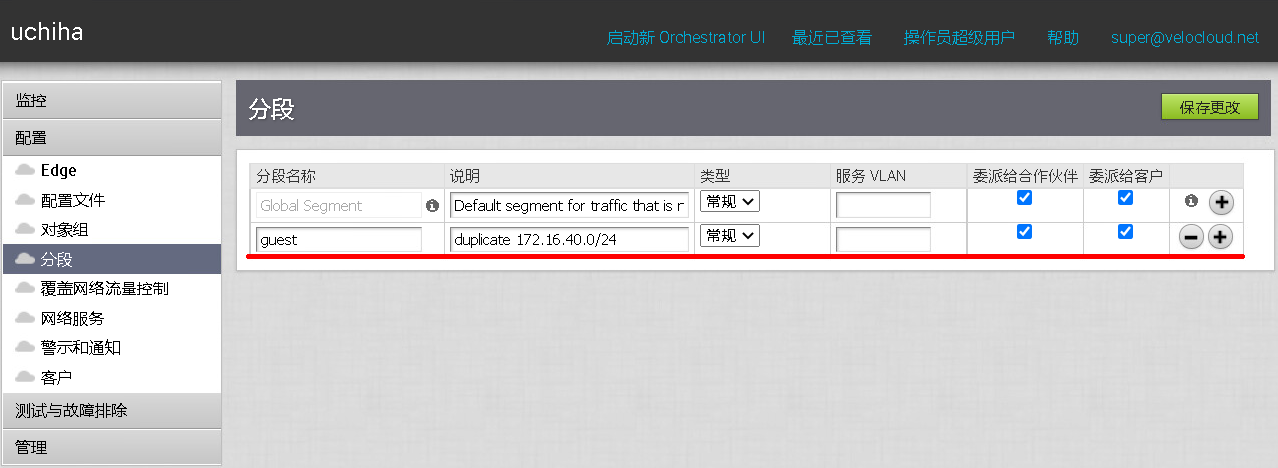 uchiha
启动新 Orchestrator UI 最近已查看 操作员超级用户 帮助 super@velocloud.net
监控
配置
Edge
配置文件
对象组
分段
覆盖网络流量控制
网络服务
警示和通知
客户
测试与故障排除
管理
分段 保存更改
分段名称 说明 类型 服务 VLAN 委派给合作伙伴 委派给客户
Global Segment Default segment for traffic that is r 常规
guest duplicate 172.16.40.0/24 常规